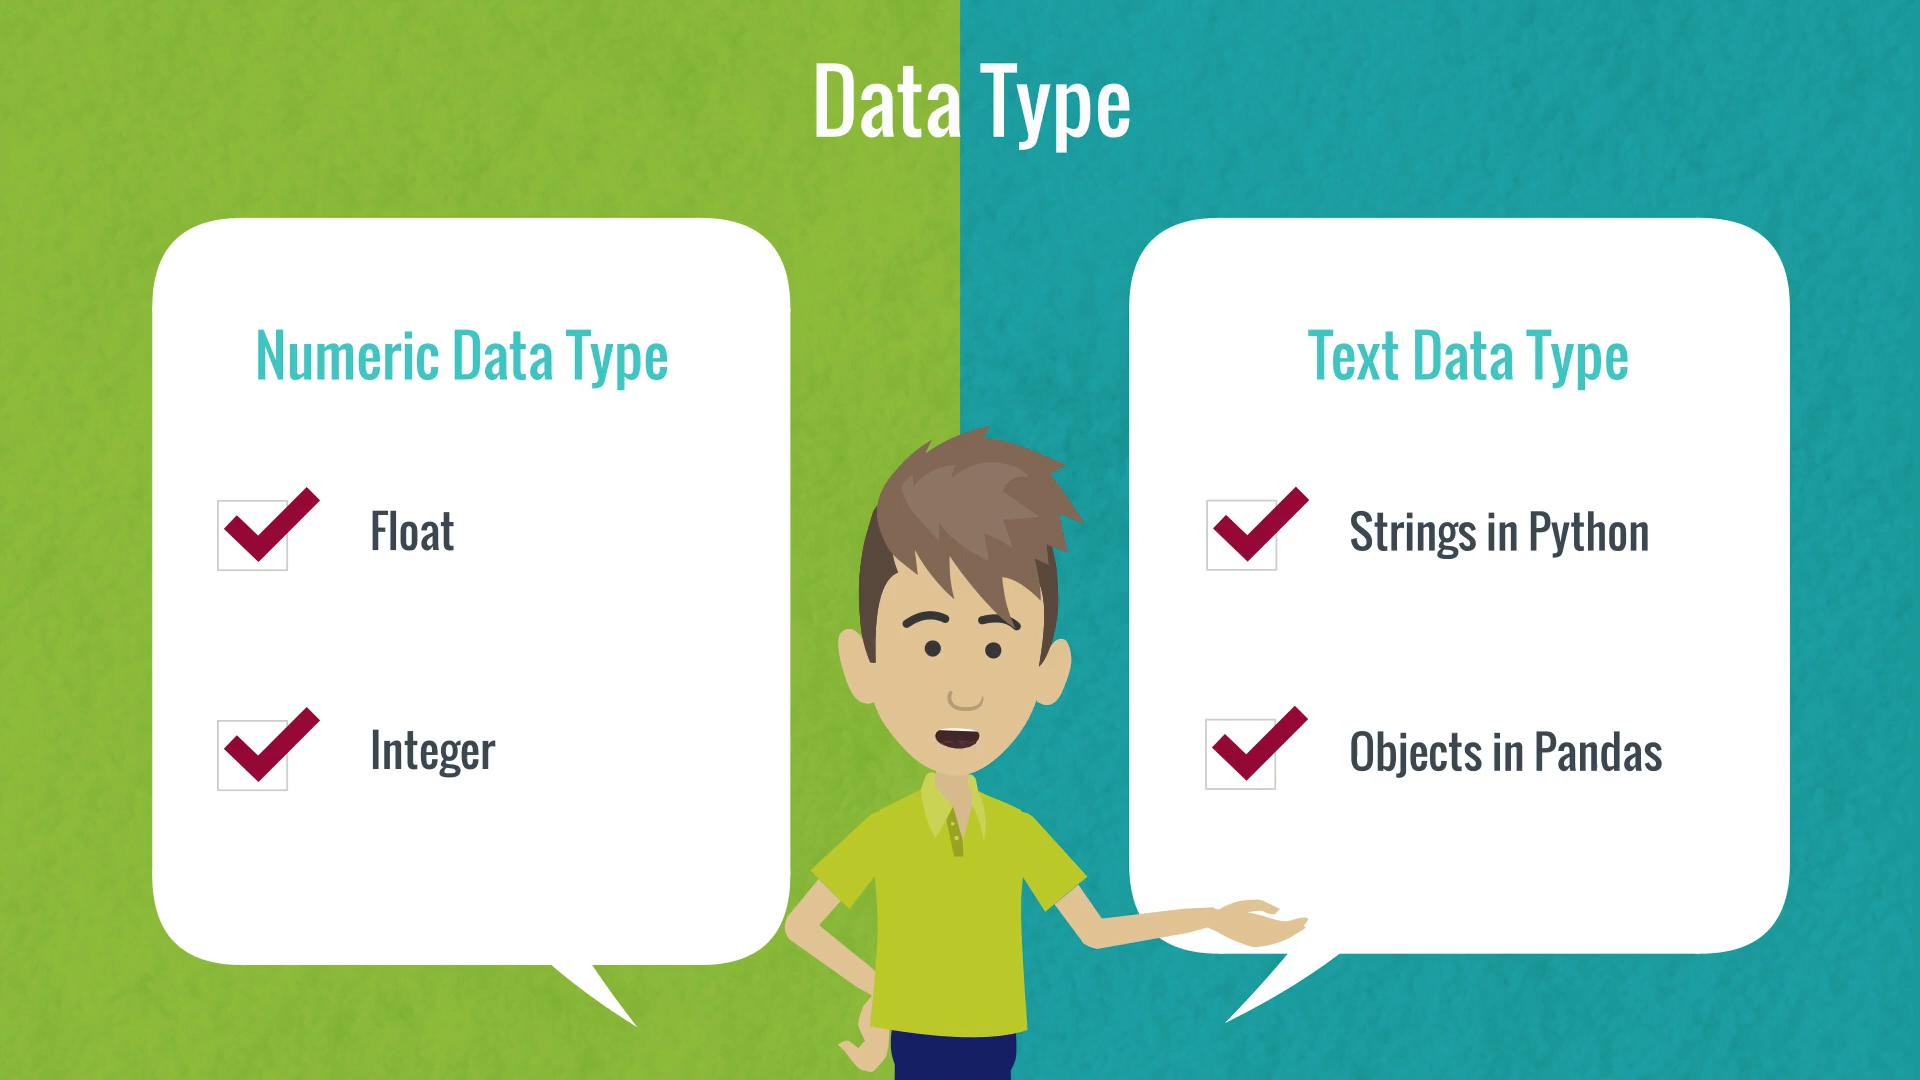 Data Type
Numeric Data Type
Float
Integer
Text Data Type
Strings in Python
Objects in Pandas